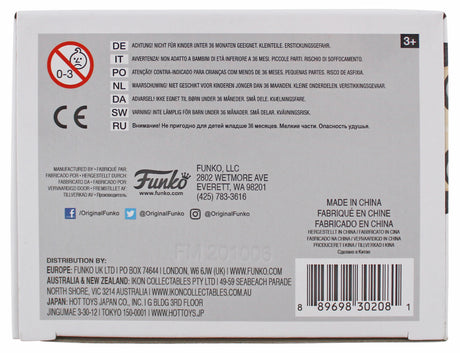 3+
0-3
DE ACHTUNG! NICHT FÜR KINDER UNTER 36 MONATEN GEEIGNET. KLEINTEILE. ERSTICKUNGSGEFAHR.
IT AVVERTENZA: NON ADATTO A BAMBINI DI ETÀ INFERIORE A 36 MESI. PICCOLE PARTI. RISCHIO DI SOFFOCAMENTO.
PO ATENÇÃO! CONTRA-INDICADO PARA CRIANÇAS COM MENOS DE 36 MESES. PEQUENAS PARTES. RISCO DE ASFIXIA.
NL WAARSCHUWING! NIET GESCHIKT VOOR KINDEREN JONGER DAN 36 MAANDEN. KLEINE ONDERDELEN. VERSTIKKINGSGEVAAR.
DA ADVARSEL! IKKE EGNET TIL BØRN UNDER 36 MÅNEDER. SMÅ DELE. KVÆLNINGSFARE.
SW VARNING! INTE LÄMPLIG FÖR BARN UNDER 36 MÅNADER. SMÅ DELAR. KVÄVNINGSRISK.
RU Внимание! Не пригодно для детей младше 36 месяцев. Мелкие части. Опасность удушья.
CE
MANUFACTURED BY • FABRIQUÉ PAR
FABRICADO POR • HERGESTELLT DURCH
FABBRICATO DA • FABRICADO POR
VERVAARDIGD DOOR • FREMSTILLET AF
TILLVERKAD AV • Производитель
Funko
www.funko.com
FUNKO, LLC
2802 WETMORE AVE
EVERETT, WA 98201
(425) 783-3616
/OriginalFunko @OriginalFunko @OriginalFunko
MADE IN CHINA
FABRIQUÉ EN CHINE
FABRICADO EN CHINA
HERGESTELLT IN CHINA I FABBRICATO IN CINA
FABRICADO NA CHINA I VERVAARDIGD IN CHINA
PRODUCERET I KINA I TILLVERKAD I KINA
Сделано в Китае
DISTRIBUTION BY:
EUROPE: FUNKO UK LTD I PO BOX 74644 I LONDON, W6 6JW (UK) I WWW.FUNKO.COM
AUSTRALIA & NEW ZEALAND: IKON COLLECTABLES PTY LTD I 49-59 SEABEACH PARADE
NORTH SHORE, VIC 3214 AUSTRALIA I WWW.IKONCOLLECTABLES.COM.AU
JAPAN: HOT TOYS JAPAN CO., INC. I G BLDG 3RD FLOOR
JINGUMAE 3-30-12 I TOKYO 150-0001 I WWW.HOTTOYS.JP
8 89698 30208 1